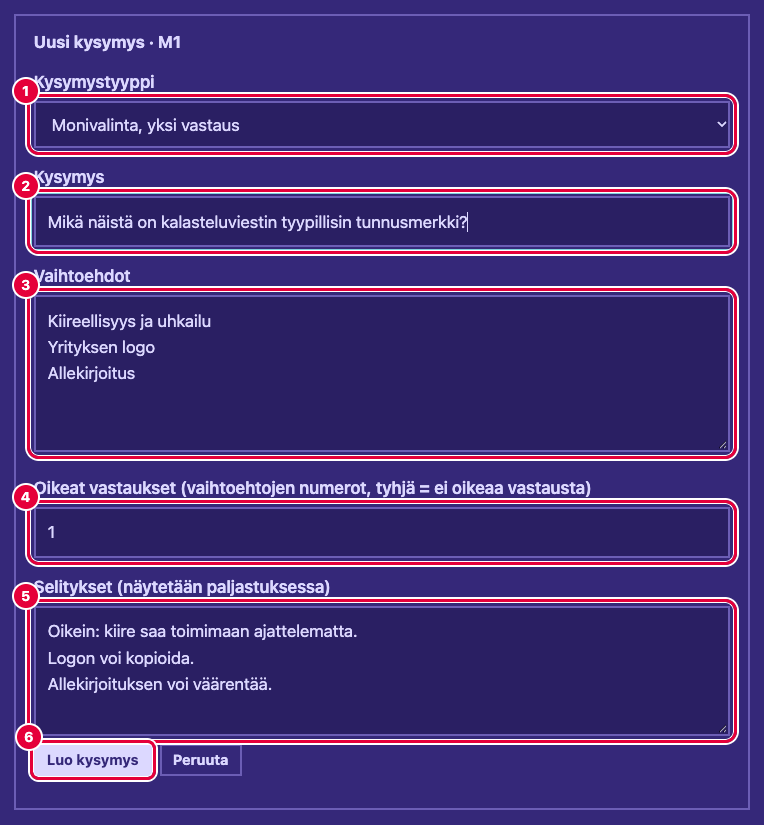 Uusi kysymys · M1
1
Kysymystyyppi
Monivalinta, yksi vastaus
2
Kysymys
Mikä näistä on kalasteluviestin tyypillisin tunnusmerkki?
3
Vaihtoehdot
Kiireellisyys ja uhkailu
Yrityksen logo
Allekirjoitus
4
Oikeat vastaukset (vaihtoehtojen numerot, tyhjä = ei oikeaa vastausta)
1
5
Selitykset (näytetään paljastuksessa)
Oikein: kiire saa toimimaan ajattelematta.
Logon voi kopioida.
Allekirjoituksen voi väärentää.
6
Luo kysymys Peruuta